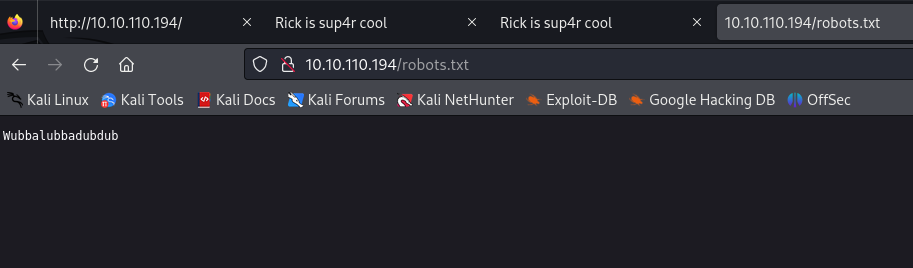 http://10.10.110.194/
Rick is sup4r cool
Rick is sup4r cool
10.10.110.194/robots.txt
10.10.110.194/robots.txt
Kali Linux
Kali Tools
Kali Docs
Kali Forums
Kali NetHunter
Exploit-DB
Google Hacking DB
OffSec
Wubbalubbadubdub